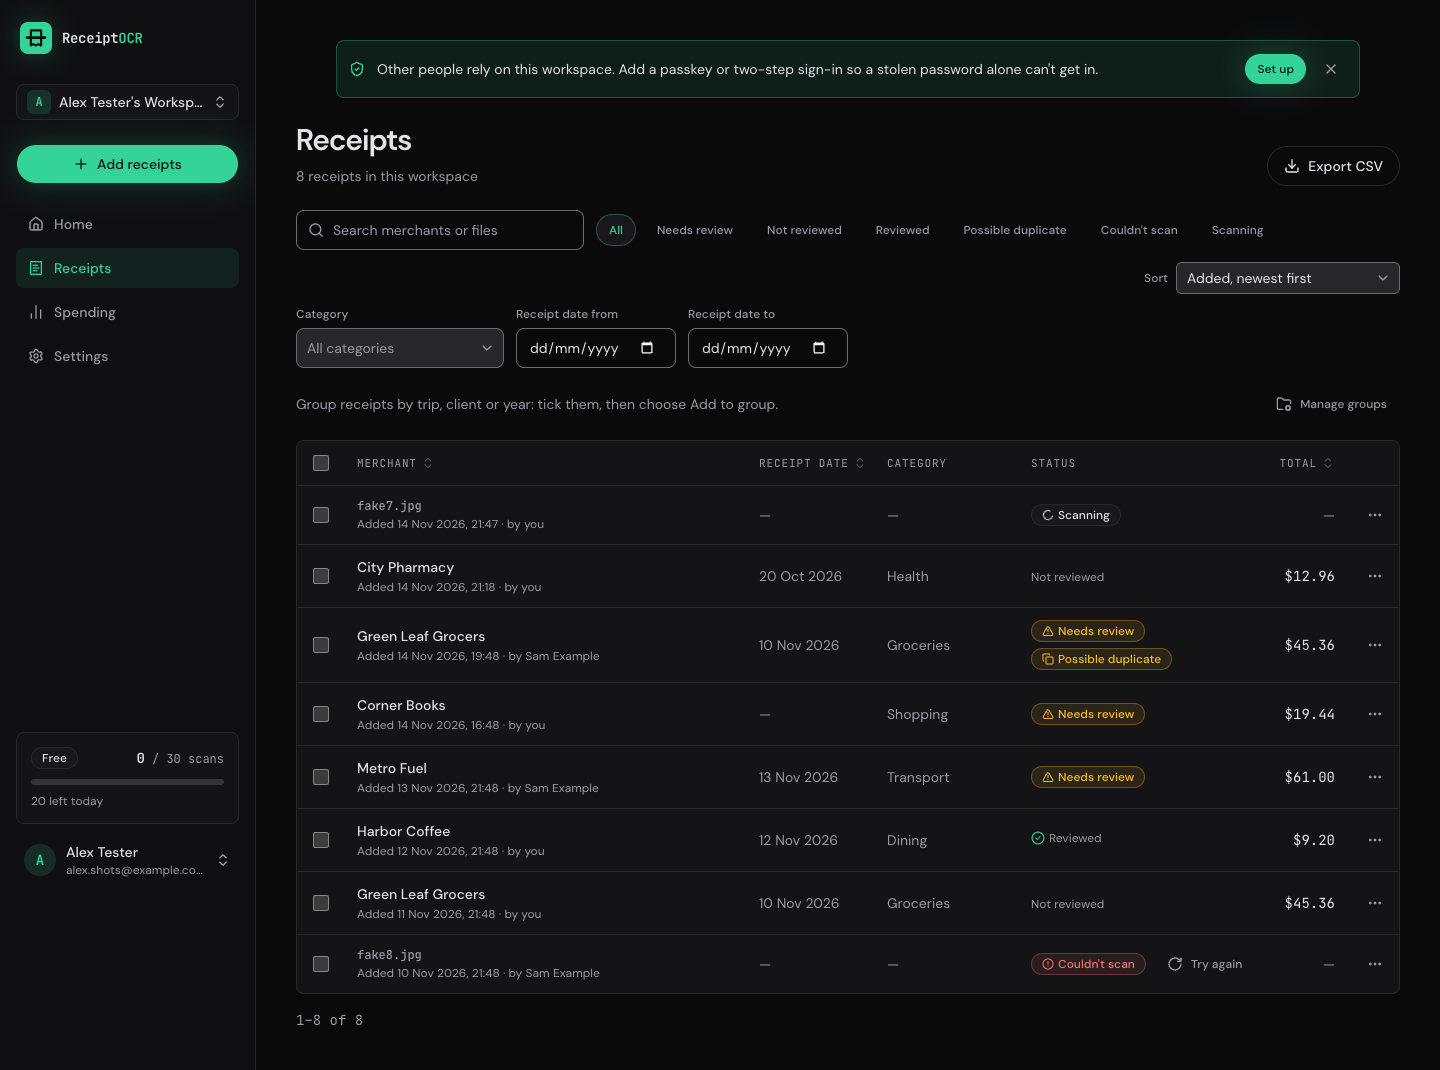 ReceiptOCR
A Alex Tester's Worksp...
Add receipts
Home
Receipts
Spending
Settings
Free 0 / 30 scans
20 left today
A Alex Tester
alex.shots@example.co...
Other people rely on this workspace. Add a passkey or two-step sign-in so a stolen password alone can't get in. Set up
Receipts
8 receipts in this workspace
Export CSV
Search merchants or files All Needs review Not reviewed Reviewed Possible duplicate Couldn't scan Scanning
Sort Added, newest first
Category Receipt date from Receipt date to
All categories dd/mm/yyyy dd/mm/yyyy
Group receipts by trip, client or year: tick them, then choose Add to group. Manage groups
MERCHANT RECEIPT DATE CATEGORY STATUS TOTAL
fake7.jpg
Added 14 Nov 2026, 21:47 · by you — — Scanning —
City Pharmacy
Added 14 Nov 2026, 21:18 · by you 20 Oct 2026 Health Not reviewed $12.96
Green Leaf Grocers Needs review
Added 14 Nov 2026, 19:48 · by Sam Example 10 Nov 2026 Groceries Possible duplicate $45.36
Corner Books
Added 14 Nov 2026, 16:48 · by you — Shopping Needs review $19.44
Metro Fuel
Added 13 Nov 2026, 21:48 · by Sam Example 13 Nov 2026 Transport Needs review $61.00
Harbor Coffee
Added 12 Nov 2026, 21:48 · by you 12 Nov 2026 Dining Reviewed $9.20
Green Leaf Grocers
Added 11 Nov 2026, 21:48 · by you 10 Nov 2026 Groceries Not reviewed $45.36
fake8.jpg
Added 10 Nov 2026, 21:48 · by Sam Example — — Couldn't scan Try again —
1–8 of 8